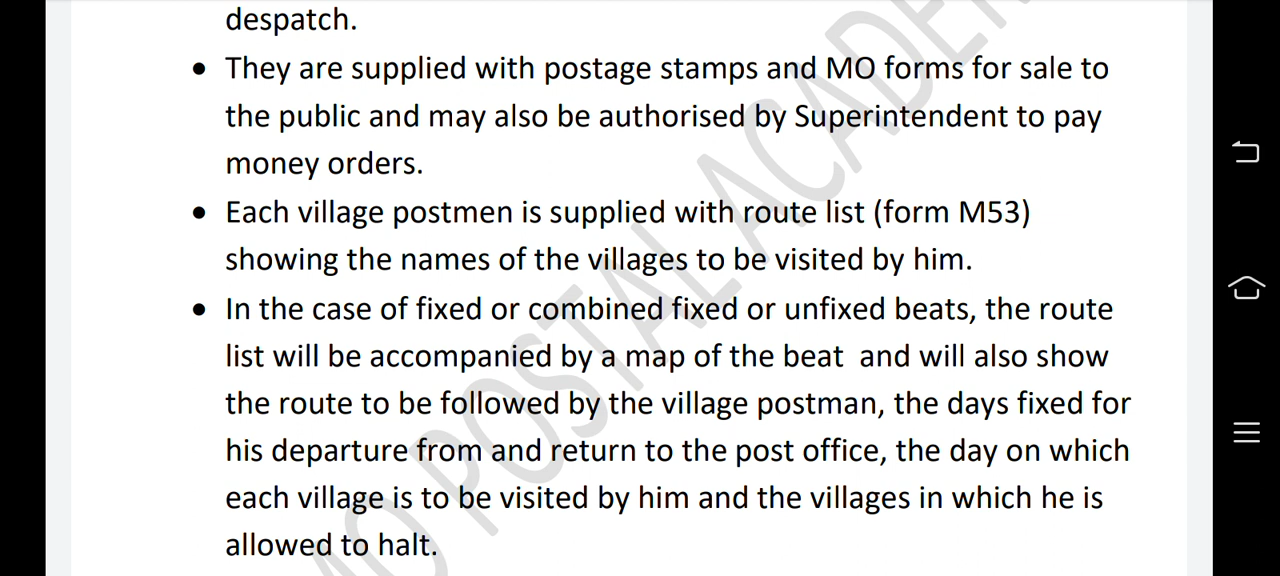 despatch.
• They are supplied with postage stamps and MO forms for sale to
the public and may also be authorised by Superintendent to pay
money orders.
• Each village postmen is supplied with route list (form M53)
showing the names of the villages to be visited by him.
• In the case of fixed or combined fixed or unfixed beats, the route
list will be accompanied by a map of the beat  and will also show
the route to be followed by the village postman, the days fixed for
his departure from and return to the post office, the day on which
each village is to be visited by him and the villages in which he is
allowed to halt.
POSTAL